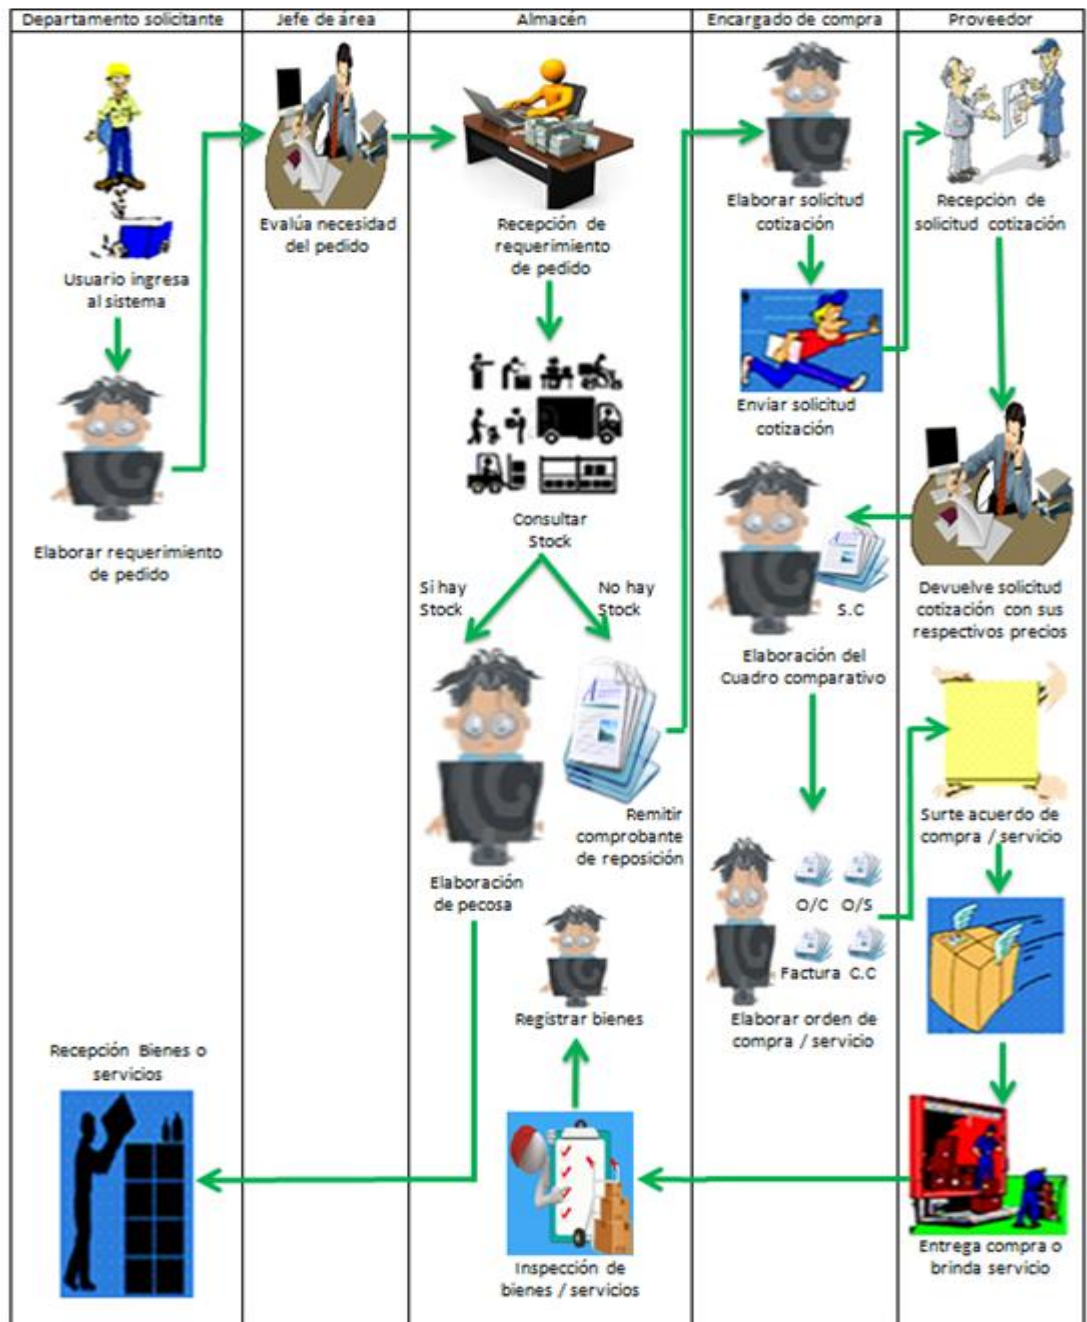 Departamento solicitante
Jefe de área
Almacén
Encargado de compra
Proveedor
Usuario ingresa
al sistema
Elaborar requerimiento
de pedido
Recepción Bienes o
servicios
Evalúa necesidad
del pedido
Recepción de
requerimiento
de pedido
Consultar
Stock
Si hay
Stock
No hay
Stock
Elaboración
de pecosa
Remitir
comprobante
de reposición
Registrar bienes
Inspección de
bienes / servicios
Elaborar solicitud
cotización
Enviar solicitud
cotización
S.C
Elaboración del
Cuadro comparativo
O/C O/S
Factura C.C
Elaborar orden de
compra / servicio
Recepción de
solicitud cotización
Devuelve solicitud
cotización con sus
respectivos precios
Surte acuerdo de
compra / servicio
Entrega compra o
brinda servicio